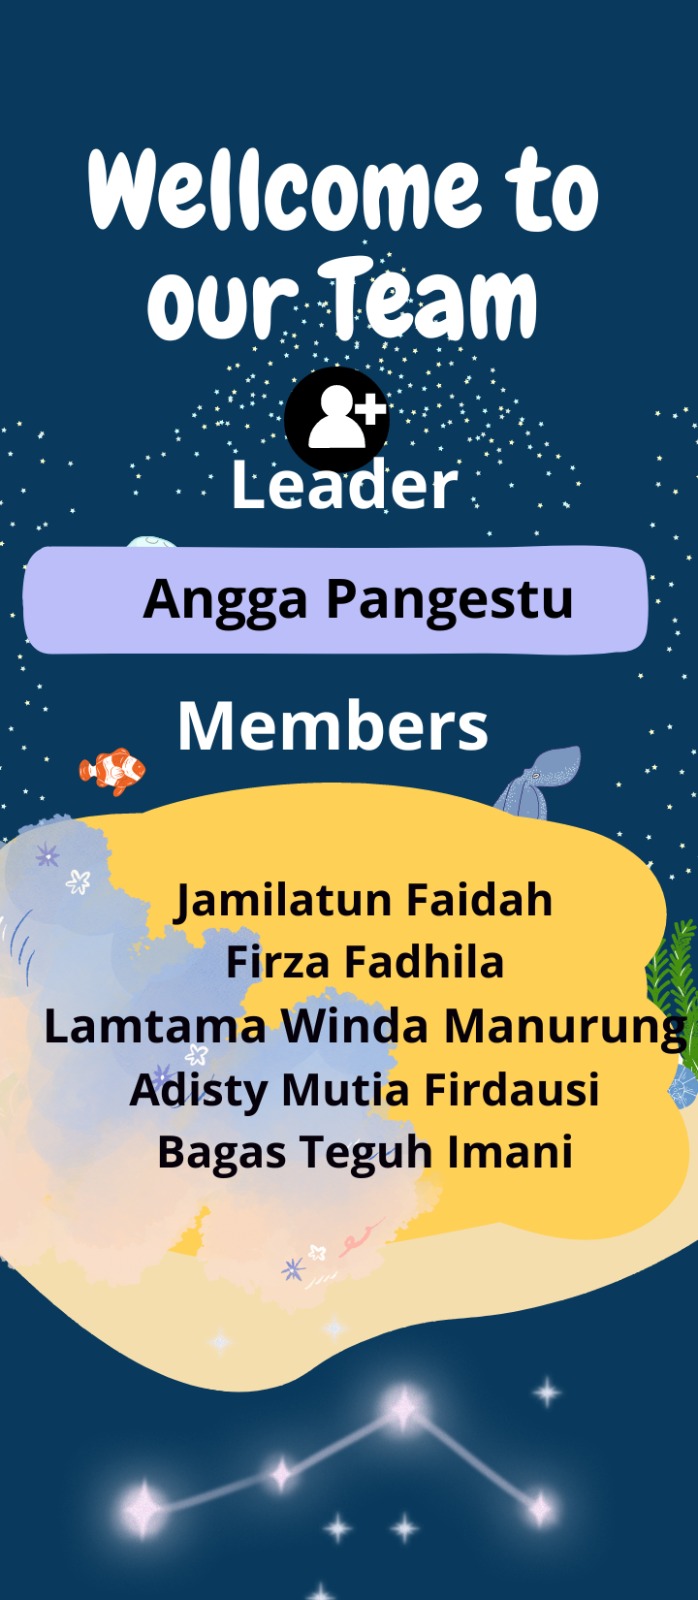 Wellcome to
our Team
Leader
Angga Pangestu
Members
Jamilatun Faidah
Firza Fadhila
Lamtama Winda Manurung
Adisty Mutia Firdausi
Bagas Teguh Imani